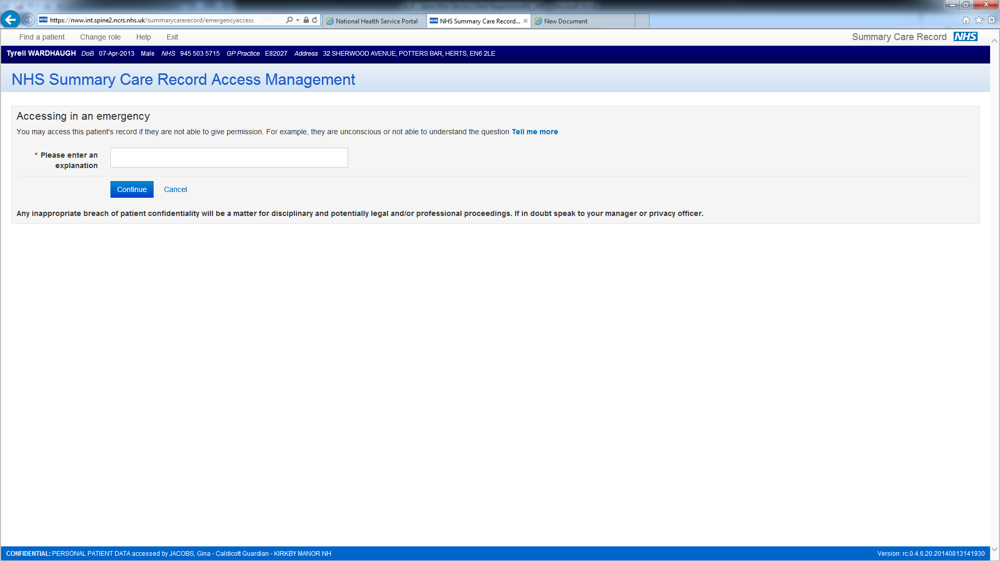 https://nww.int.spine2.ncrs.nhs.uk/summarycarerecord/emergencyaccess
National Health Service Portal
NHS Summary Care Record...
New Document
Find a patient Change role Help Exit
Summary Care Record NHS
Tyrell WARDHAUGH DoB 07-Apr-2013 Male NHS 945 503 5715 GP Practice E82027 Address 32 SHERWOOD AVENUE, POTTERS BAR, HERTS, EN6 2LE
NHS Summary Care Record Access Management
Accessing in an emergency
You may access this patient's record if they are not able to give permission. For example, they are unconscious or not able to understand the question Tell me more
* Please enter an
explanation
Continue Cancel
Any inappropriate breach of patient confidentiality will be a matter for disciplinary and potentially legal and/or professional proceedings. If in doubt speak to your manager or privacy officer.
CONFIDENTIAL: PERSONAL PATIENT DATA accessed by JACOBS, Gina - Caldicott Guardian - KIRKBY MANOR NH
Version: rc.0.4.6.20.20140813141930